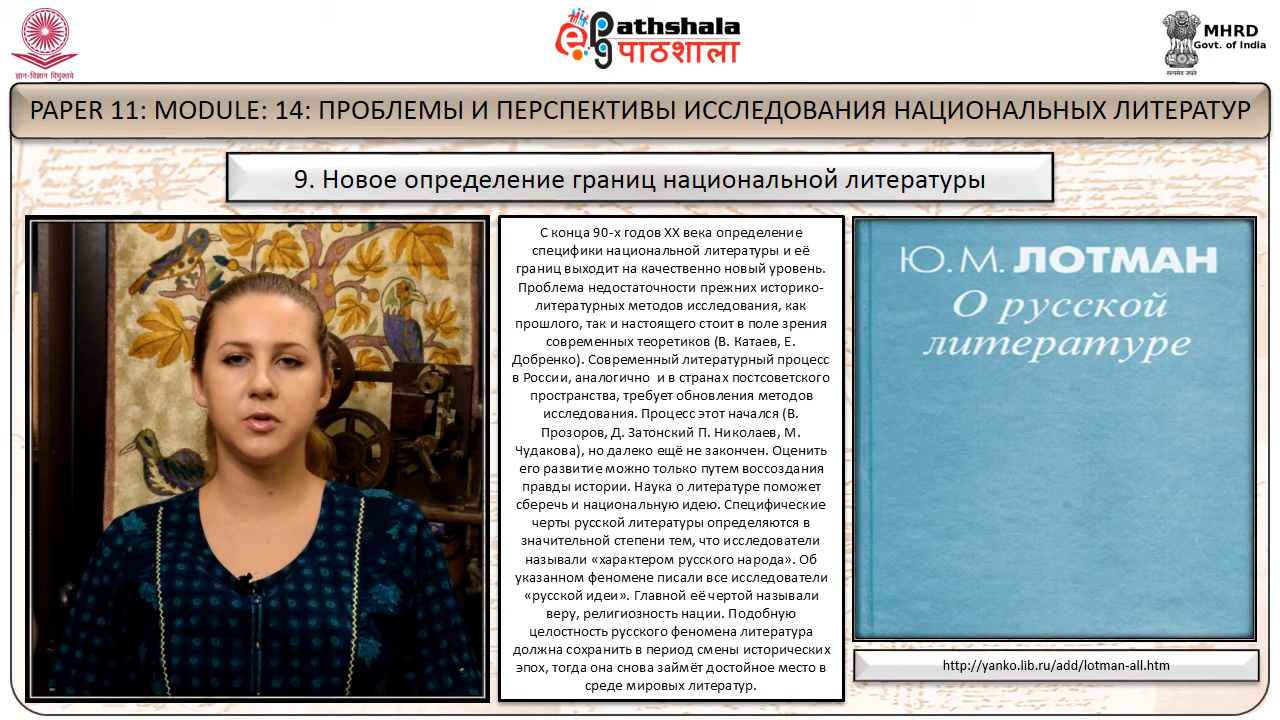 ज्ञान-विज्ञान विमुक्तये
ePg Pathshala
पाठशाला
MHRD
Govt. of India
सत्यमेव जयते
PAPER 11: MODULE: 14: ПРОБЛЕМЫ И ПЕРСПЕКТИВЫ ИССЛЕДОВАНИЯ НАЦИОНАЛЬНЫХ ЛИТЕРАТУР
9. Новое определение границ национальной литературы
С конца 90-х годов XX века определение
специфики национальной литературы и её
границ выходит на качественно новый уровень.
Проблема недостаточности прежних историко-
литературных методов исследования, как
прошлого, так и настоящего стоит в поле зрения
современных теоретиков (В. Катаев, Е.
Добренко). Современный литературный процесс
в России, аналогично и в странах постсоветского
пространства, требует обновления методов
исследования. Процесс этот начался (В.
Прозоров, Д. Затонский П. Николаев, М.
Чудакова), но далеко ещё не закончен. Оценить
его развитие можно только путем воссоздания
правды истории. Наука о литературе поможет
сберечь и национальную идею. Специфические
черты русской литературы определяются в
значительной степени тем, что исследователи
называли «характером русского народа». Об
указанном феномене писали все исследователи
«русской идеи». Главной её чертой называли
веру, религиозность нации. Подобную
целостность русского феномена литература
должна сохранить в период смены исторических
эпох, тогда она снова займёт достойное место в
среде мировых литератур.
Ю. М. ЛОТМАН
О русской
литературе
http://yanko.lib.ru/add/lotman-all.htm